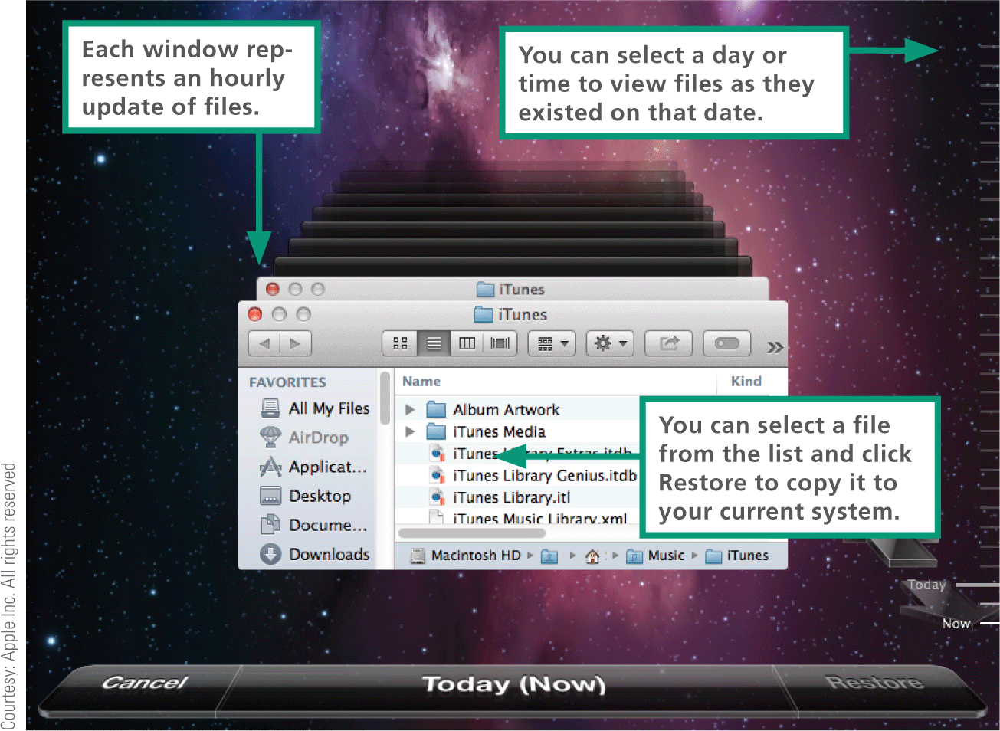 Each window rep-
resents an hourly
update of files.
You can select a day or
time to view files as they
existed on that date.
iTunes
iTunes
FAVORITES
All My Files
AirDrop
Applicat...
Desktop
Docume...
Downloads
Name Kind
Album Artwork
iTunes Media
iTunes Library Extras.itdb
iTunes Library Genius.itdb
iTunes Library.itl
iTunes Music Library.xml
You can select a file
from the list and click
Restore to copy it to
your current system.
Macintosh HD Music iTunes
Today
Now
Cancel Today (Now) Restore
Courtesy: Apple Inc. All rights reserved